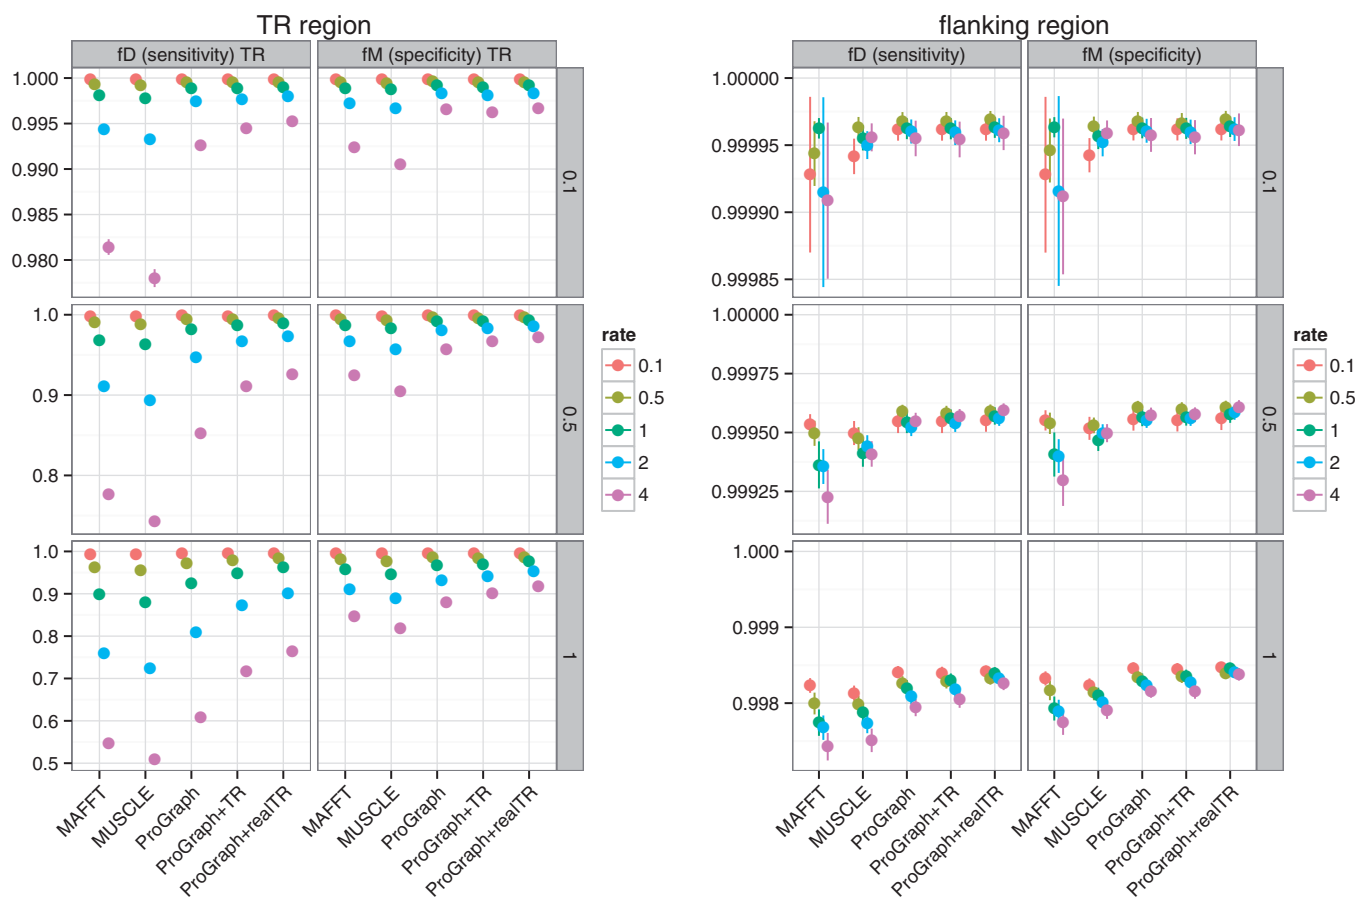 TR region
fD (sensitivity) TR
fM (specificity) TR
1.000
0.995
0.990
0.985
0.980
0.1
1.0
0.9
0.8
0.5
1.0
0.9
0.8
0.7
0.6
0.5
1
MAFFT
MUSCLE
ProGraph
ProGraph+TR
ProGraph+realTR
MAFFT
MUSCLE
ProGraph
ProGraph+TR
ProGraph+realTR
rate
0.1
0.5
1
2
4
flanking region
fD (sensitivity)
fM (specificity)
1.00000
0.99995
0.99990
0.99985
0.1
1.00000
0.99975
0.99950
0.99925
0.5
1.000
0.999
0.998
1
MAFFT
MUSCLE
ProGraph
ProGraph+TR
ProGraph+realTR
MAFFT
MUSCLE
ProGraph
ProGraph+TR
ProGraph+realTR
rate
0.1
0.5
1
2
4